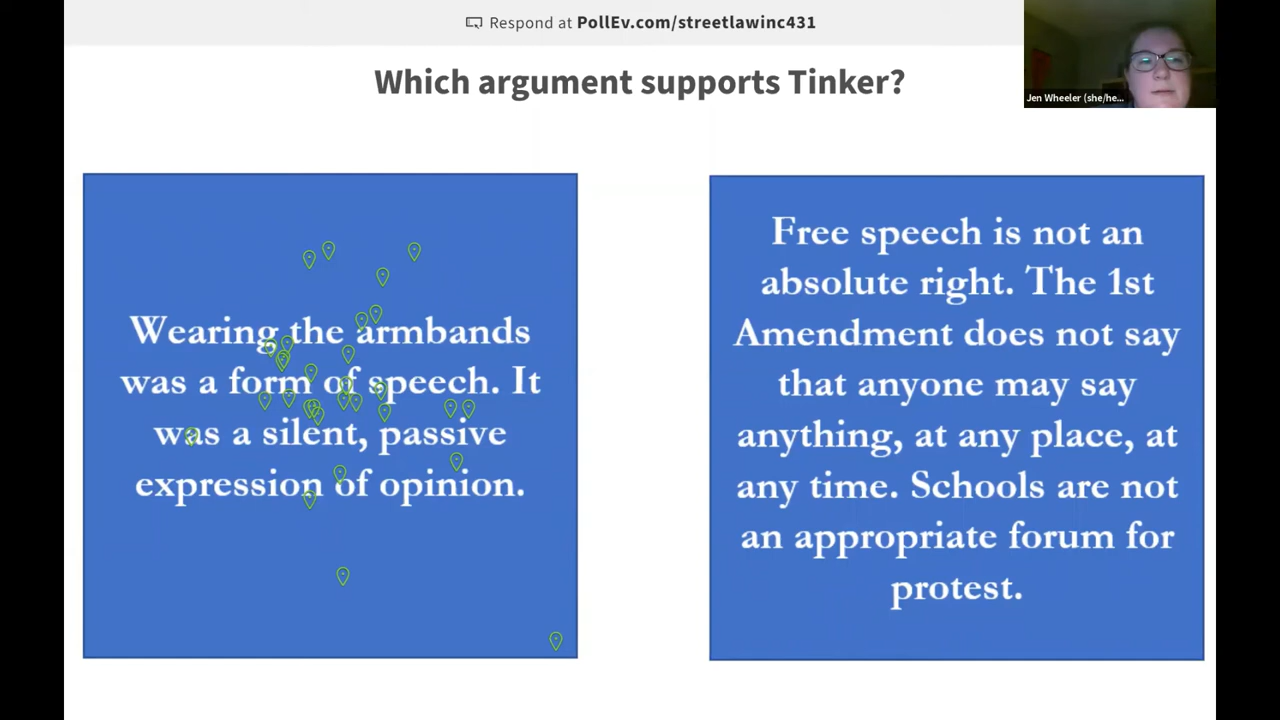 Respond at PollEv.com/streetlawinc431
Which argument supports Tinker?
Jen Wheeler (she/he...
Wearing the armbands
was a form of speech. It
was a silent, passive
expression of opinion.
Free speech is not an
absolute right. The 1st
Amendment does not say
that anyone may say
anything, at any place, at
any time. Schools are not
an appropriate forum for
protest.